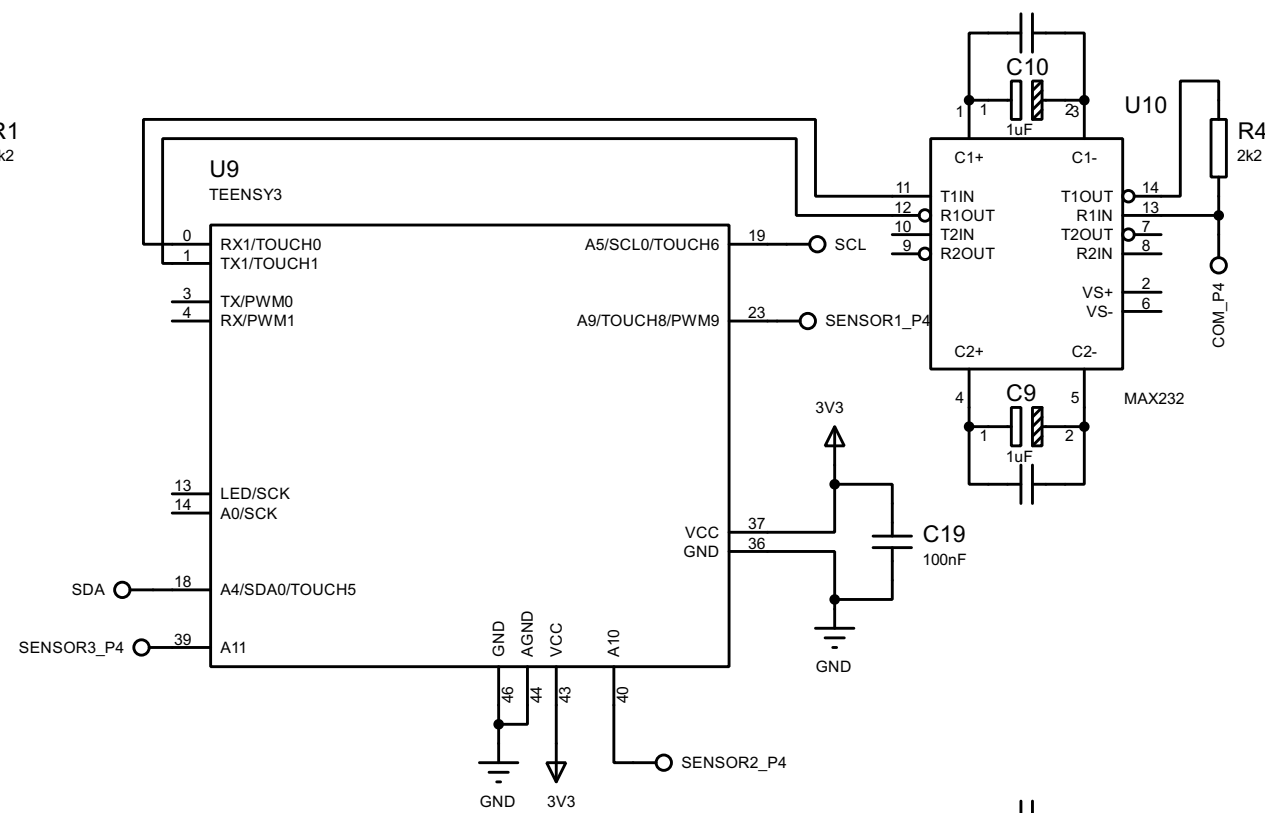 C10
1
1
2
3
1uF
U10
C1+
C1-
R1
k2
R4
2k2
U9
TEENSY3
11
T1IN
T1OUT
14
12
R1OUT
R1IN
13
10
T2IN
T2OUT
7
9
R2OUT
R2IN
8
VS+
2
VS-
6
C2+
C2-
COM_P4
MAX232
4
5
C9
1
2
1uF
0
RX1/TOUCH0
A5/SCL0/TOUCH6
19
SCL
1
TX1/TOUCH1
3
TX/PWM0
4
RX/PWM1
A9/TOUCH8/PWM9
23
SENSOR1_P4
3V3
13
LED/SCK
14
A0/SCK
VCC
37
GND
36
C19
100nF
SDA
18
A4/SDA0/TOUCH5
SENSOR3_P4
39
A11
GND
AGND
VCC
A10
GND
46
44
43
40
SENSOR2_P4
GND
3V3